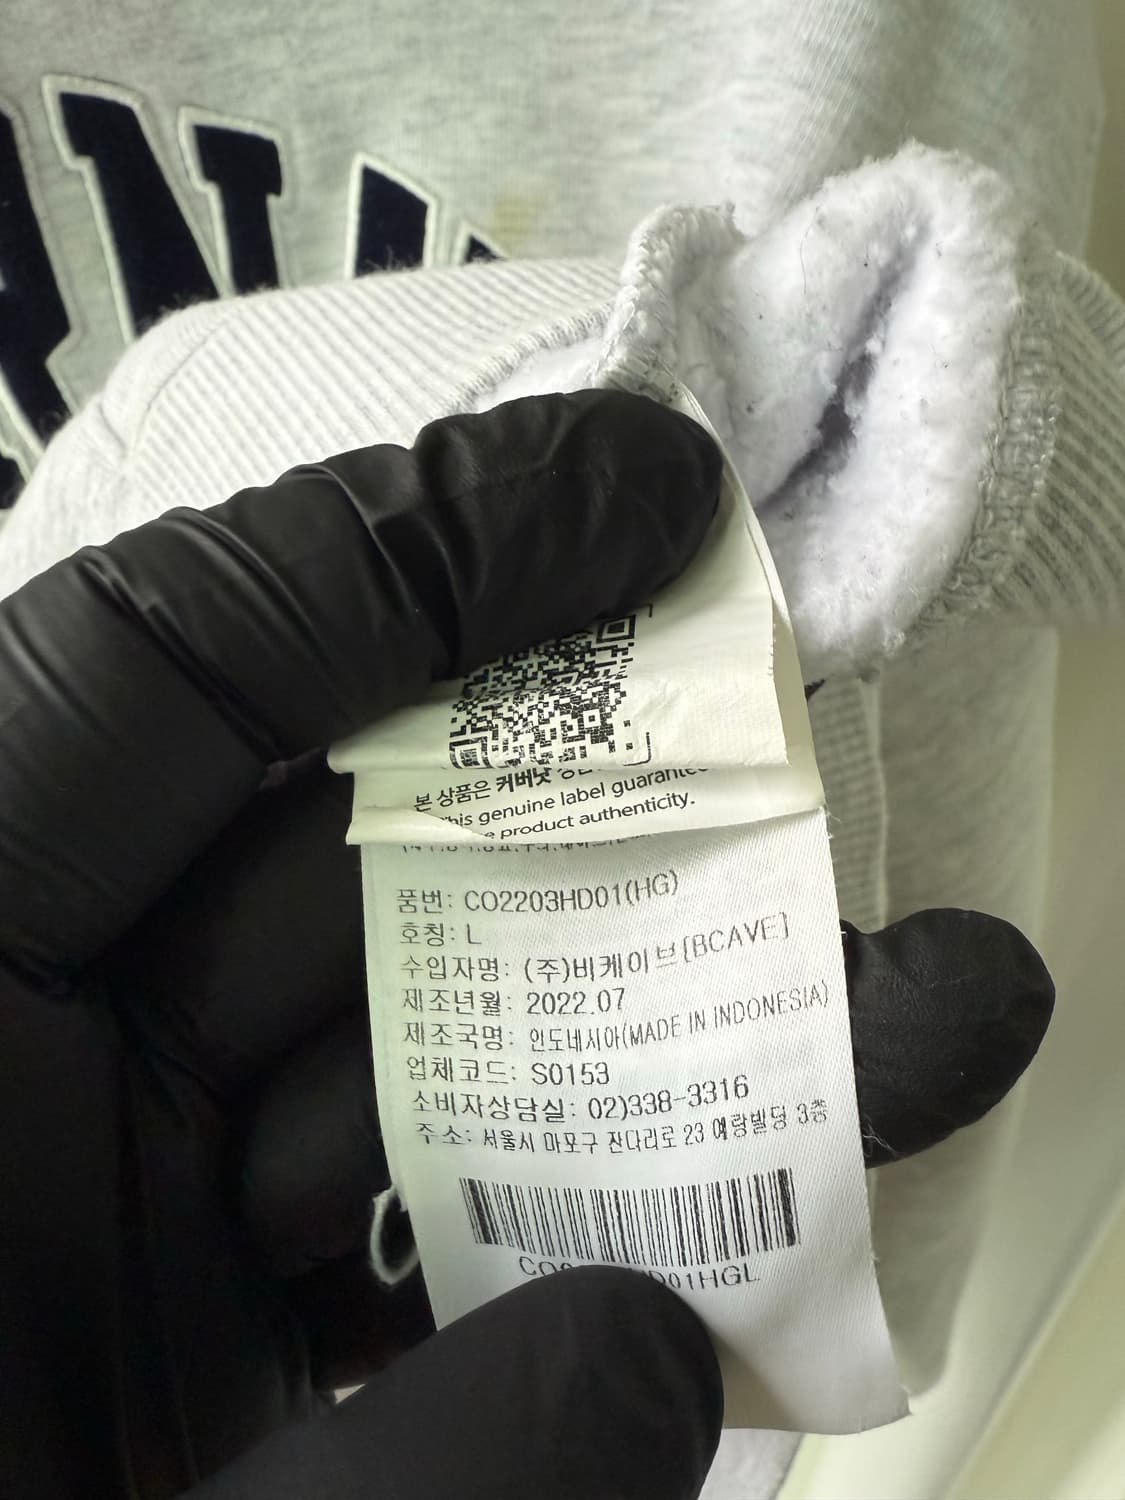 본 상품은 커버낫
This genuine label guarantee
product authenticity.
품번: CO2203HD01(HG)
호칭: L
수입자명: (주)비케이브[BCAVE]
제조년월: 2022.07
제조국명: 인도네시아(MADE IN INDONESIA)
업체코드: S0153
소비자상담실: 02)338-3316
주소: 서울시 마포구 잔다리로 23 예랑빌딩 3층